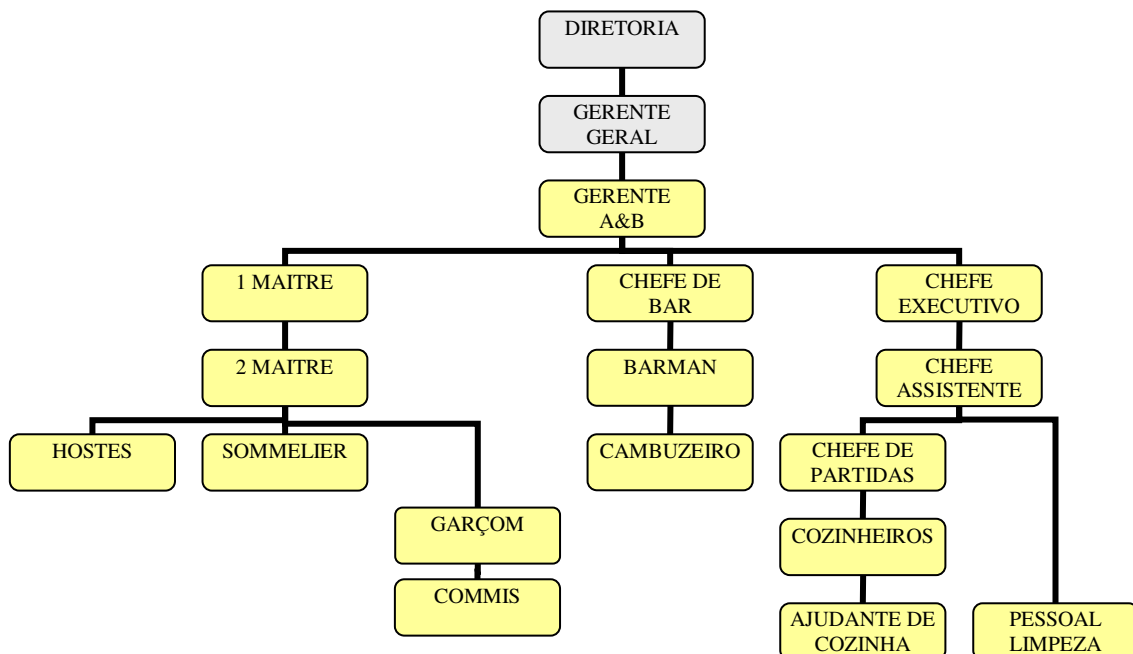 DIRETORIA
GERENTE
GERAL
GERENTE
A&B
1 MAITRE
CHEFE DE
BAR
CHEFE
EXECUTIVO
2 MAITRE
BARMAN
CHEFE
ASSISTENTE
HOSTES
SOMMELIER
CAMBUZEIRO
CHEFE DE
PARTIDAS
GARÇOM
COZINHEIROS
COMMIS
AJUDANTE DE
COZINHA
PESSOAL
LIMPEZA